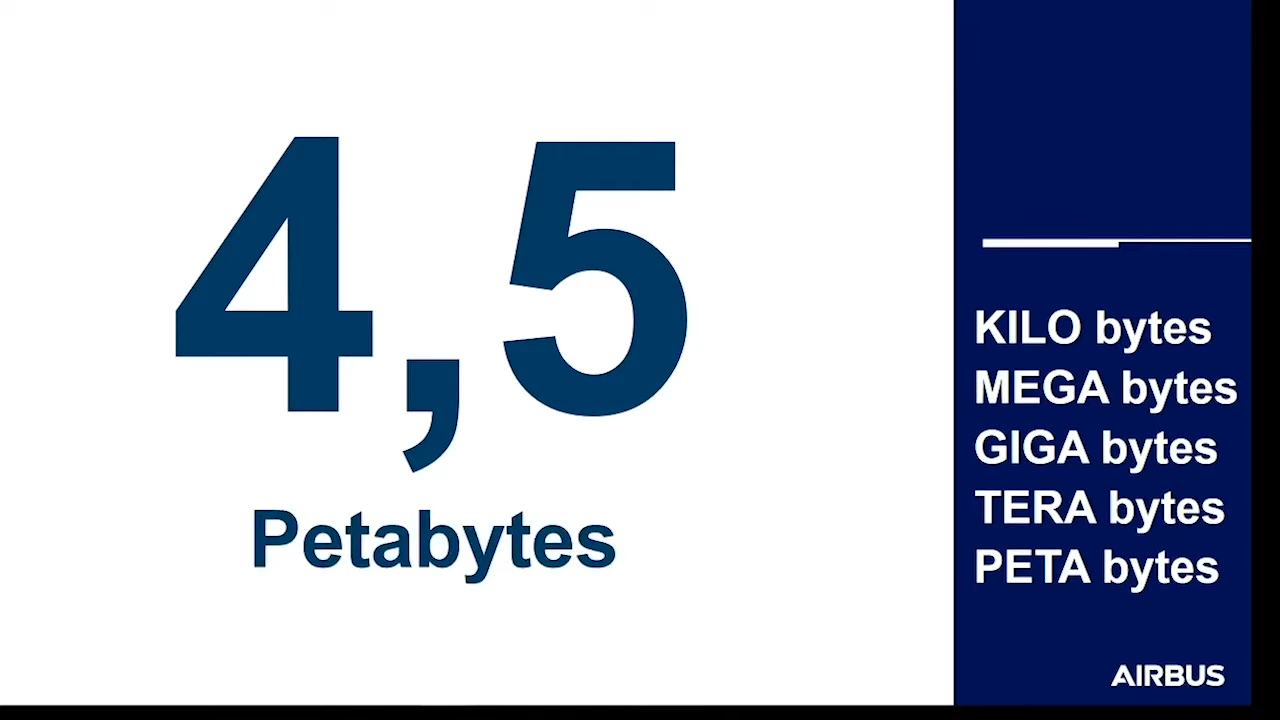 4,5
Petabytes
KILO bytes
MEGA bytes
GIGA bytes
TERA bytes
PETA bytes
AIRBUS